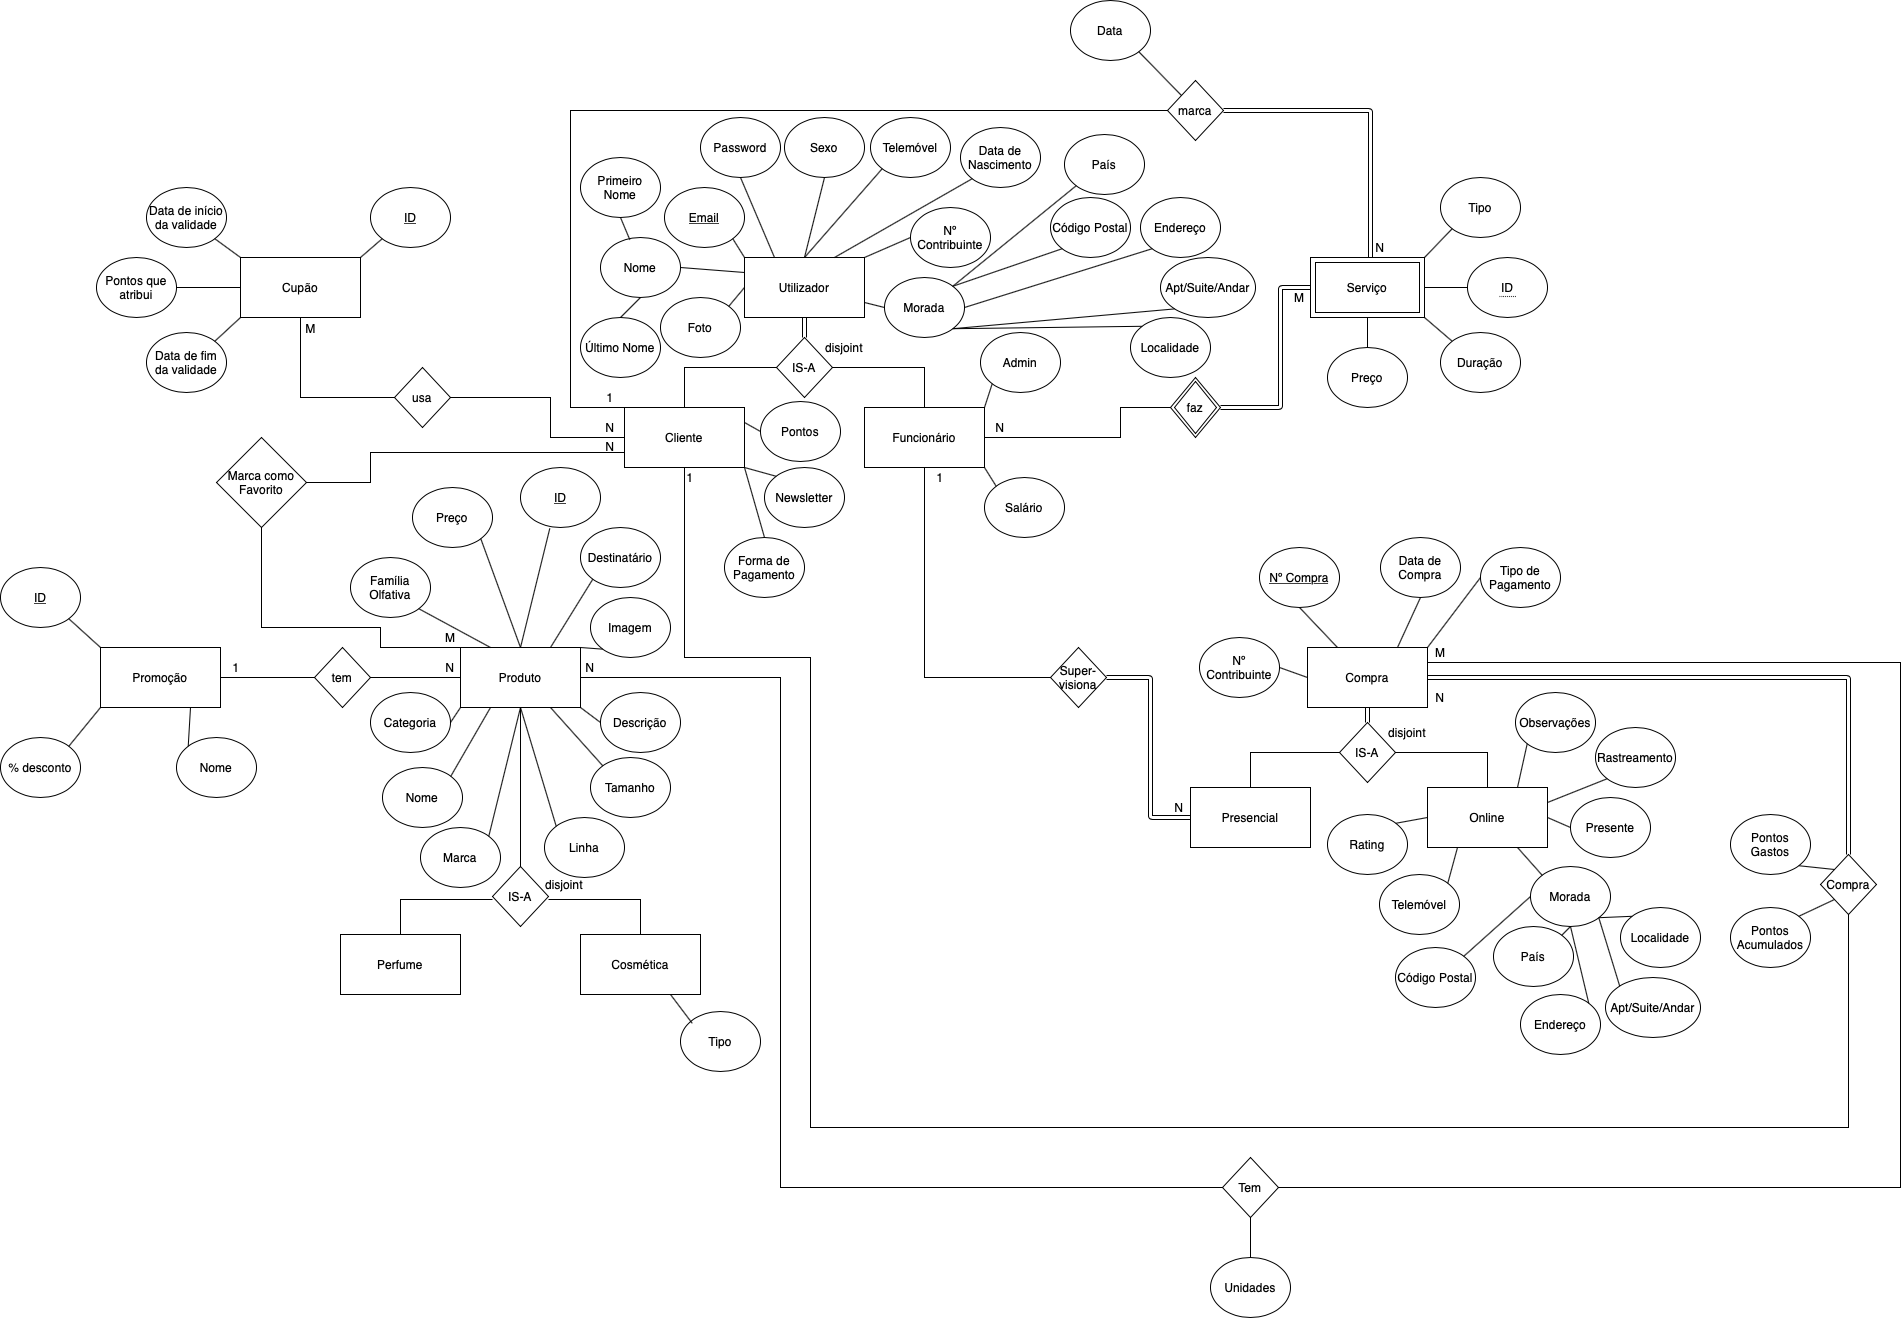 Data
marca
Password
Sexo
Telemóvel
Data de
Nascimento
País
Primeiro
Nome
Email
Nº
Contribuinte
Código Postal
Endereço
Tipo
Data de início
da validade
ID
Nome
Utilizador
Morada
Apt/Suite/Andar
N
M
Serviço
ID
Pontos que
atribui
Cupão
Foto
Último Nome
Localidade
Data de fim
da validade
M
IS-A
disjoint
Admin
Preço
Duração
usa
1
N
N
Cliente
Pontos
Funcionário
N
faz
Marca como
Favorito
1
Newsletter
1
Salário
Preço
ID
Destinatário
Forma de
Pagamento
Família
Olfativa
Imagem
ID
Nº Compra
Data de
Compra
Tipo de
Pagamento
M
N
N
Promoção
1
tem
Produto
Super-
visiona
Nº
Contribuinte
Compra
M
N
Categoria
Descrição
% desconto
Nome
Nome
Tamanho
Marca
Linha
IS-A
disjoint
Observações
Rastreamento
N
Presencial
Online
Presente
Rating
Telemóvel
Morada
Pontos
Gastos
Compra
Pontos
Acumulados
Localidade
País
Código Postal
Apt/Suite/Andar
Endereço
IS-A
disjoint
Perfume
Cosmética
Tipo
Tem
Unidades